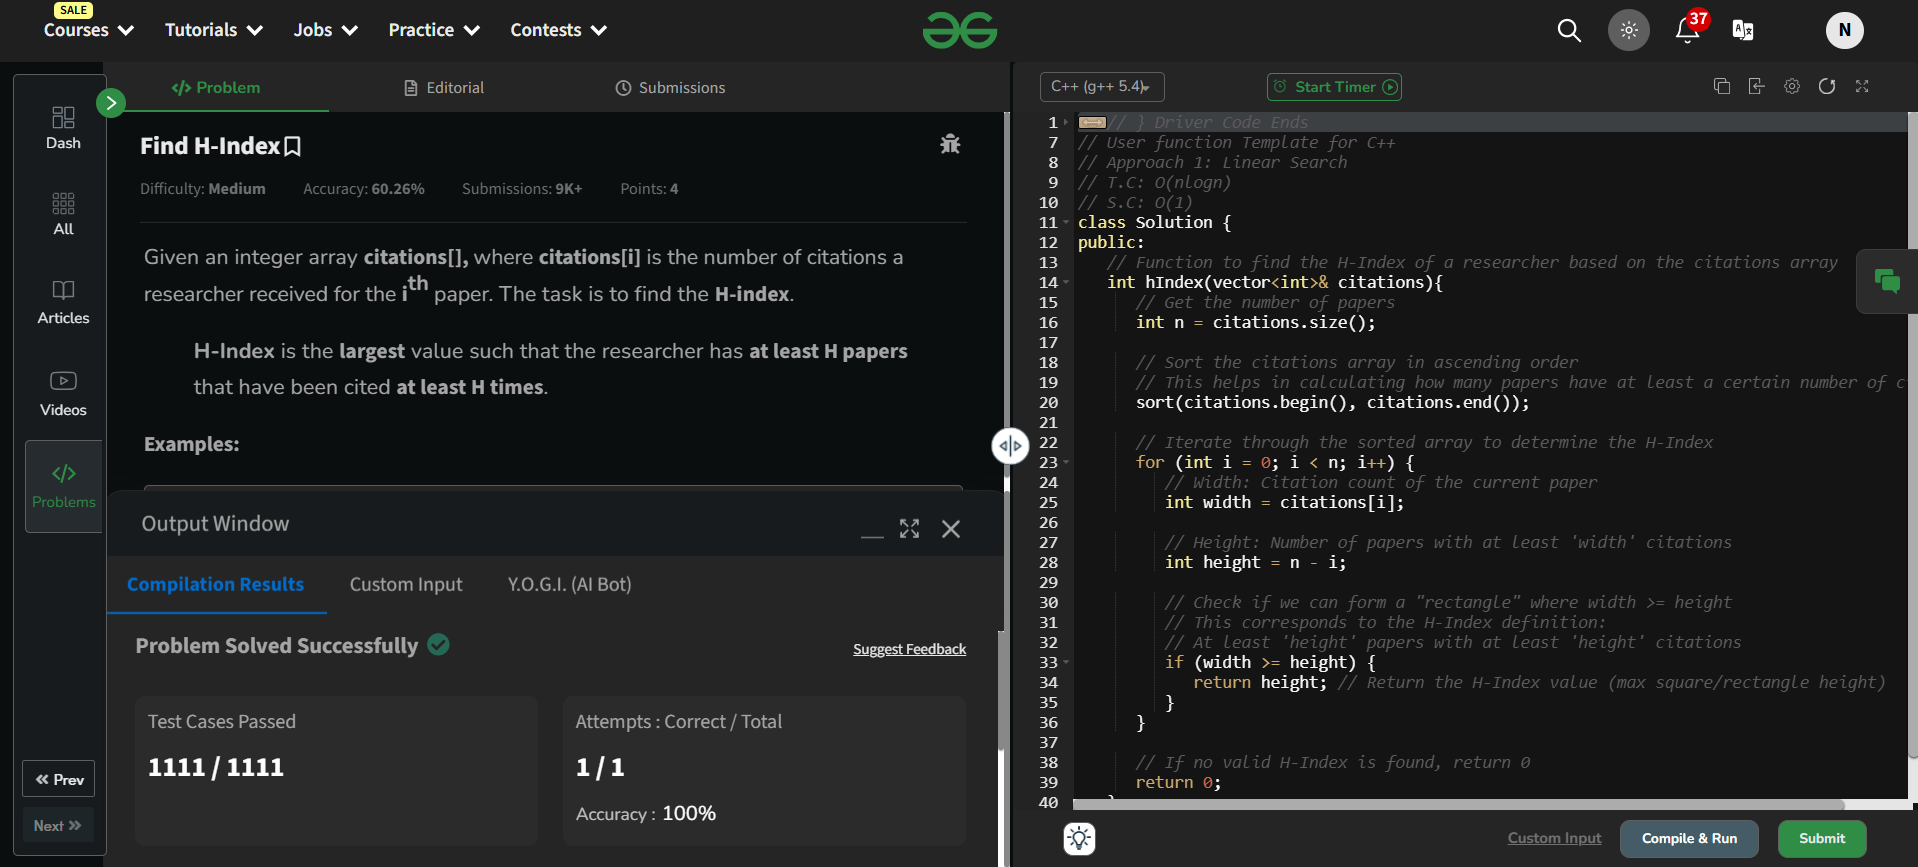 SALE
Courses Tutorials Jobs Practice Contests
37
N
Dash
All
Articles
Videos
Problems
Prev
Next
Problem Editorial Submissions
Find H-Index
Difficulty: Medium Accuracy: 60.26% Submissions: 9K+ Points: 4
Given an integer array citations[], where citations[i] is the number of citations a
researcher received for the ith paper. The task is to find the H-index.
H-Index is the largest value such that the researcher has at least H papers
that have been cited at least H times.
Examples:
Output Window
Compilation Results Custom Input Y.O.G.I. (AI Bot)
Problem Solved Successfully
Suggest Feedback
Test Cases Passed
1111 / 1111
Attempts : Correct / Total
1 / 1
Accuracy : 100%
C++ (g++ 5.4) Start Timer
1 // } Driver Code Ends
7 // User function Template for C++
8 // Approach 1: Linear Search
9 // T.C: O(nlogn)
10 // S.C: O(1)
11 class Solution {
12 public:
13 // Function to find the H-Index of a researcher based on the citations array
14 int hIndex(vector<int>& citations){
15 // Get the number of papers
16 int n = citations.size();
17
18 // Sort the citations array in ascending order
19 // This helps in calculating how many papers have at least a certain number of c
20 sort(citations.begin(), citations.end());
21
22 // Iterate through the sorted array to determine the H-Index
23 for (int i = 0; i < n; i++) {
24 // Width: Citation count of the current paper
25 int width = citations[i];
26
27 // Height: Number of papers with at least 'width' citations
28 int height = n - i;
29
30 // Check if we can form a "rectangle" where width >= height
31 // This corresponds to the H-Index definition:
32 // At least 'height' papers with at least 'height' citations
33 if (width >= height) {
34 return height; // Return the H-Index value (max square/rectangle height)
35 }
36 }
37
38 // If no valid H-Index is found, return 0
39 return 0;
40
Custom Input Compile & Run Submit